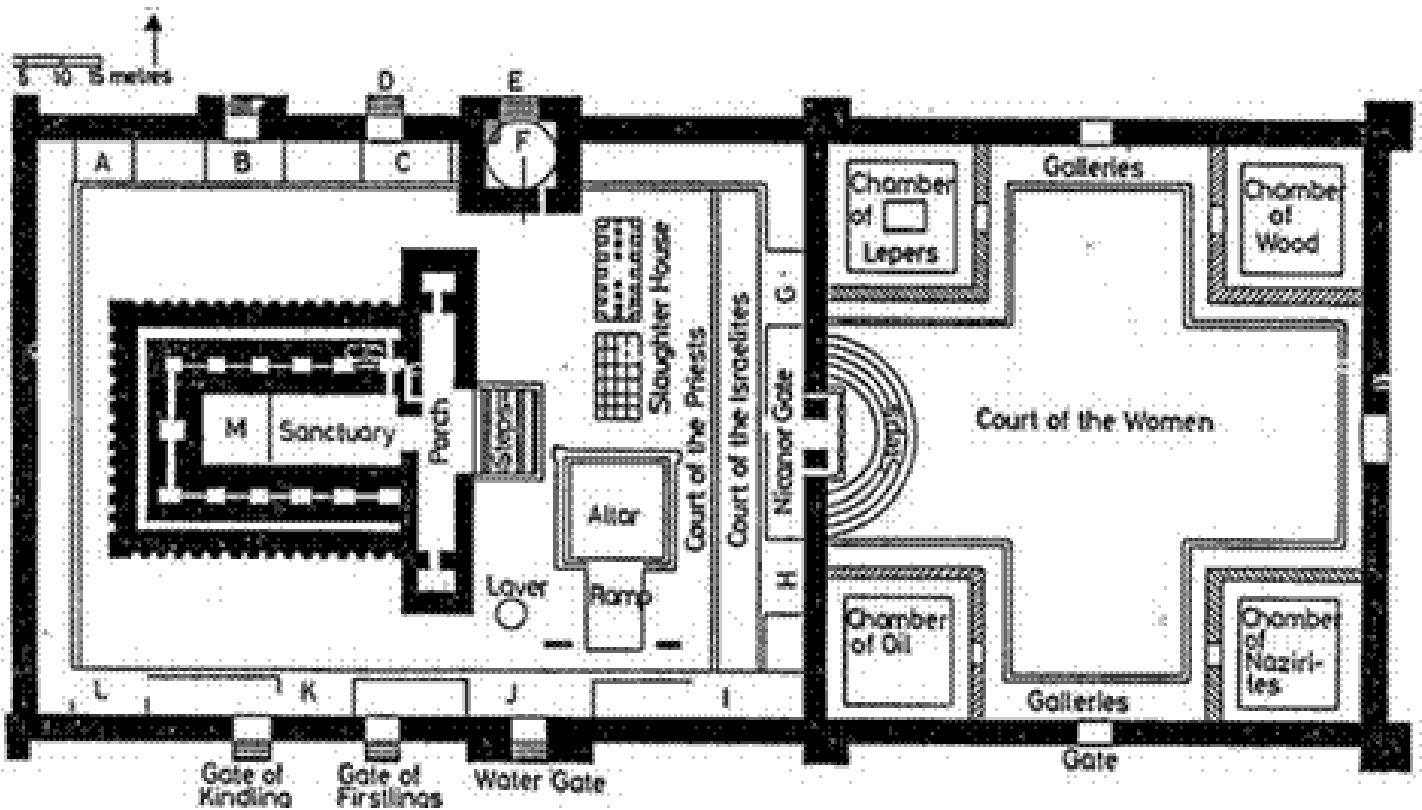 5 10 15 metres
D
E
F
A
B
C
Galleries
Chamber
of
Lepers
Chamber
of
Wood
G
Slaughter House
Court of the Priests
Court of the Israelites
Nicanor Gate
H
M
Sanctuary
Porch
Steps
Altar
Ramp
Laver
Steps
Court of the Women
Chamber
of Oil
Chamber
of
Naziri-
tes
Galleries
L
K
J
I
Gate of
Kindling
Gate of
Firstlings
Water Gate
Gate